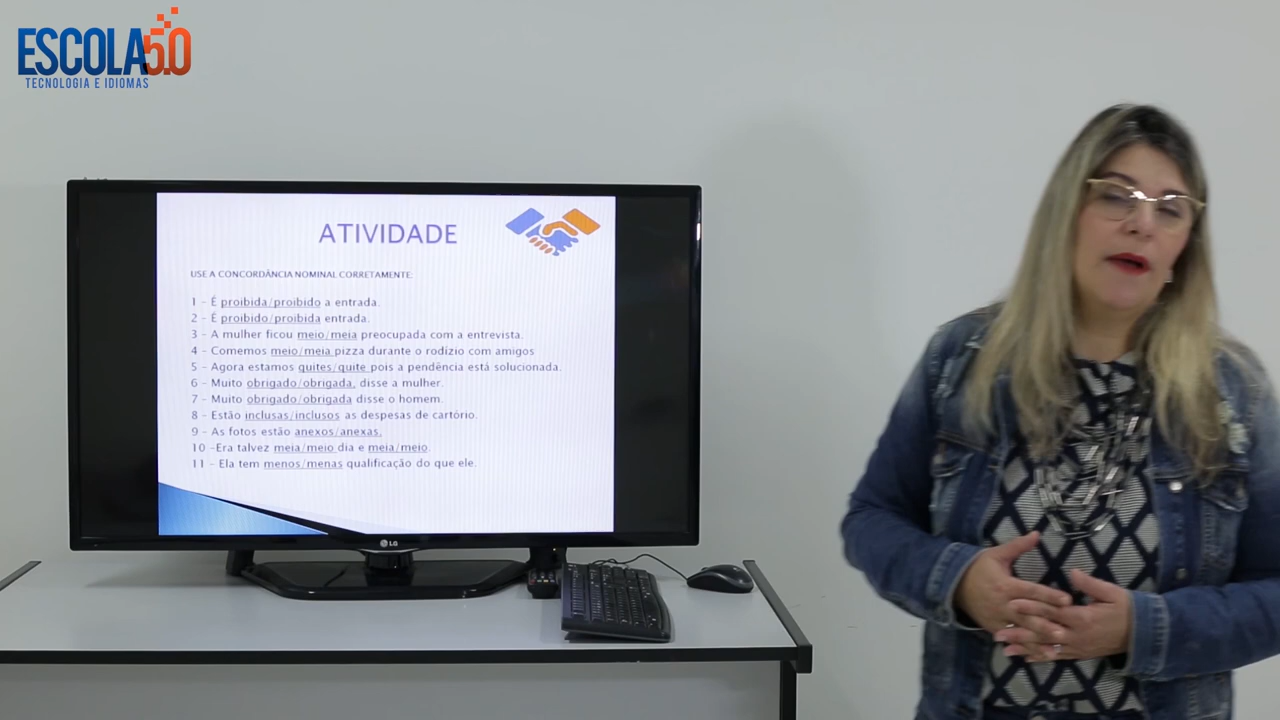 ESCOLA 5.0
TECNOLOGIA E IDIOMAS
ATIVIDADE
USE A CONCORDÂNCIA NOMINAL CORRETAMENTE:
1 - É proibida/proibido a entrada.
2 - É proibido/proibida entrada.
3 - A mulher ficou meio/meia preocupada com a entrevista.
4 - Comemos meio/meia pizza durante o rodízio com amigos
5 - Agora estamos quites/quite pois a pendência está solucionada.
6 - Muito obrigado/obrigada, disse a mulher.
7 - Muito obrigado/obrigada disse o homem.
8 - Estão inclusas/inclusos as despesas de cartório.
9 - As fotos estão anexos/anexas.
10 -Era talvez meia/meio dia e meia/meio.
11 - Ela tem menos/menas qualificação do que ele.
LG